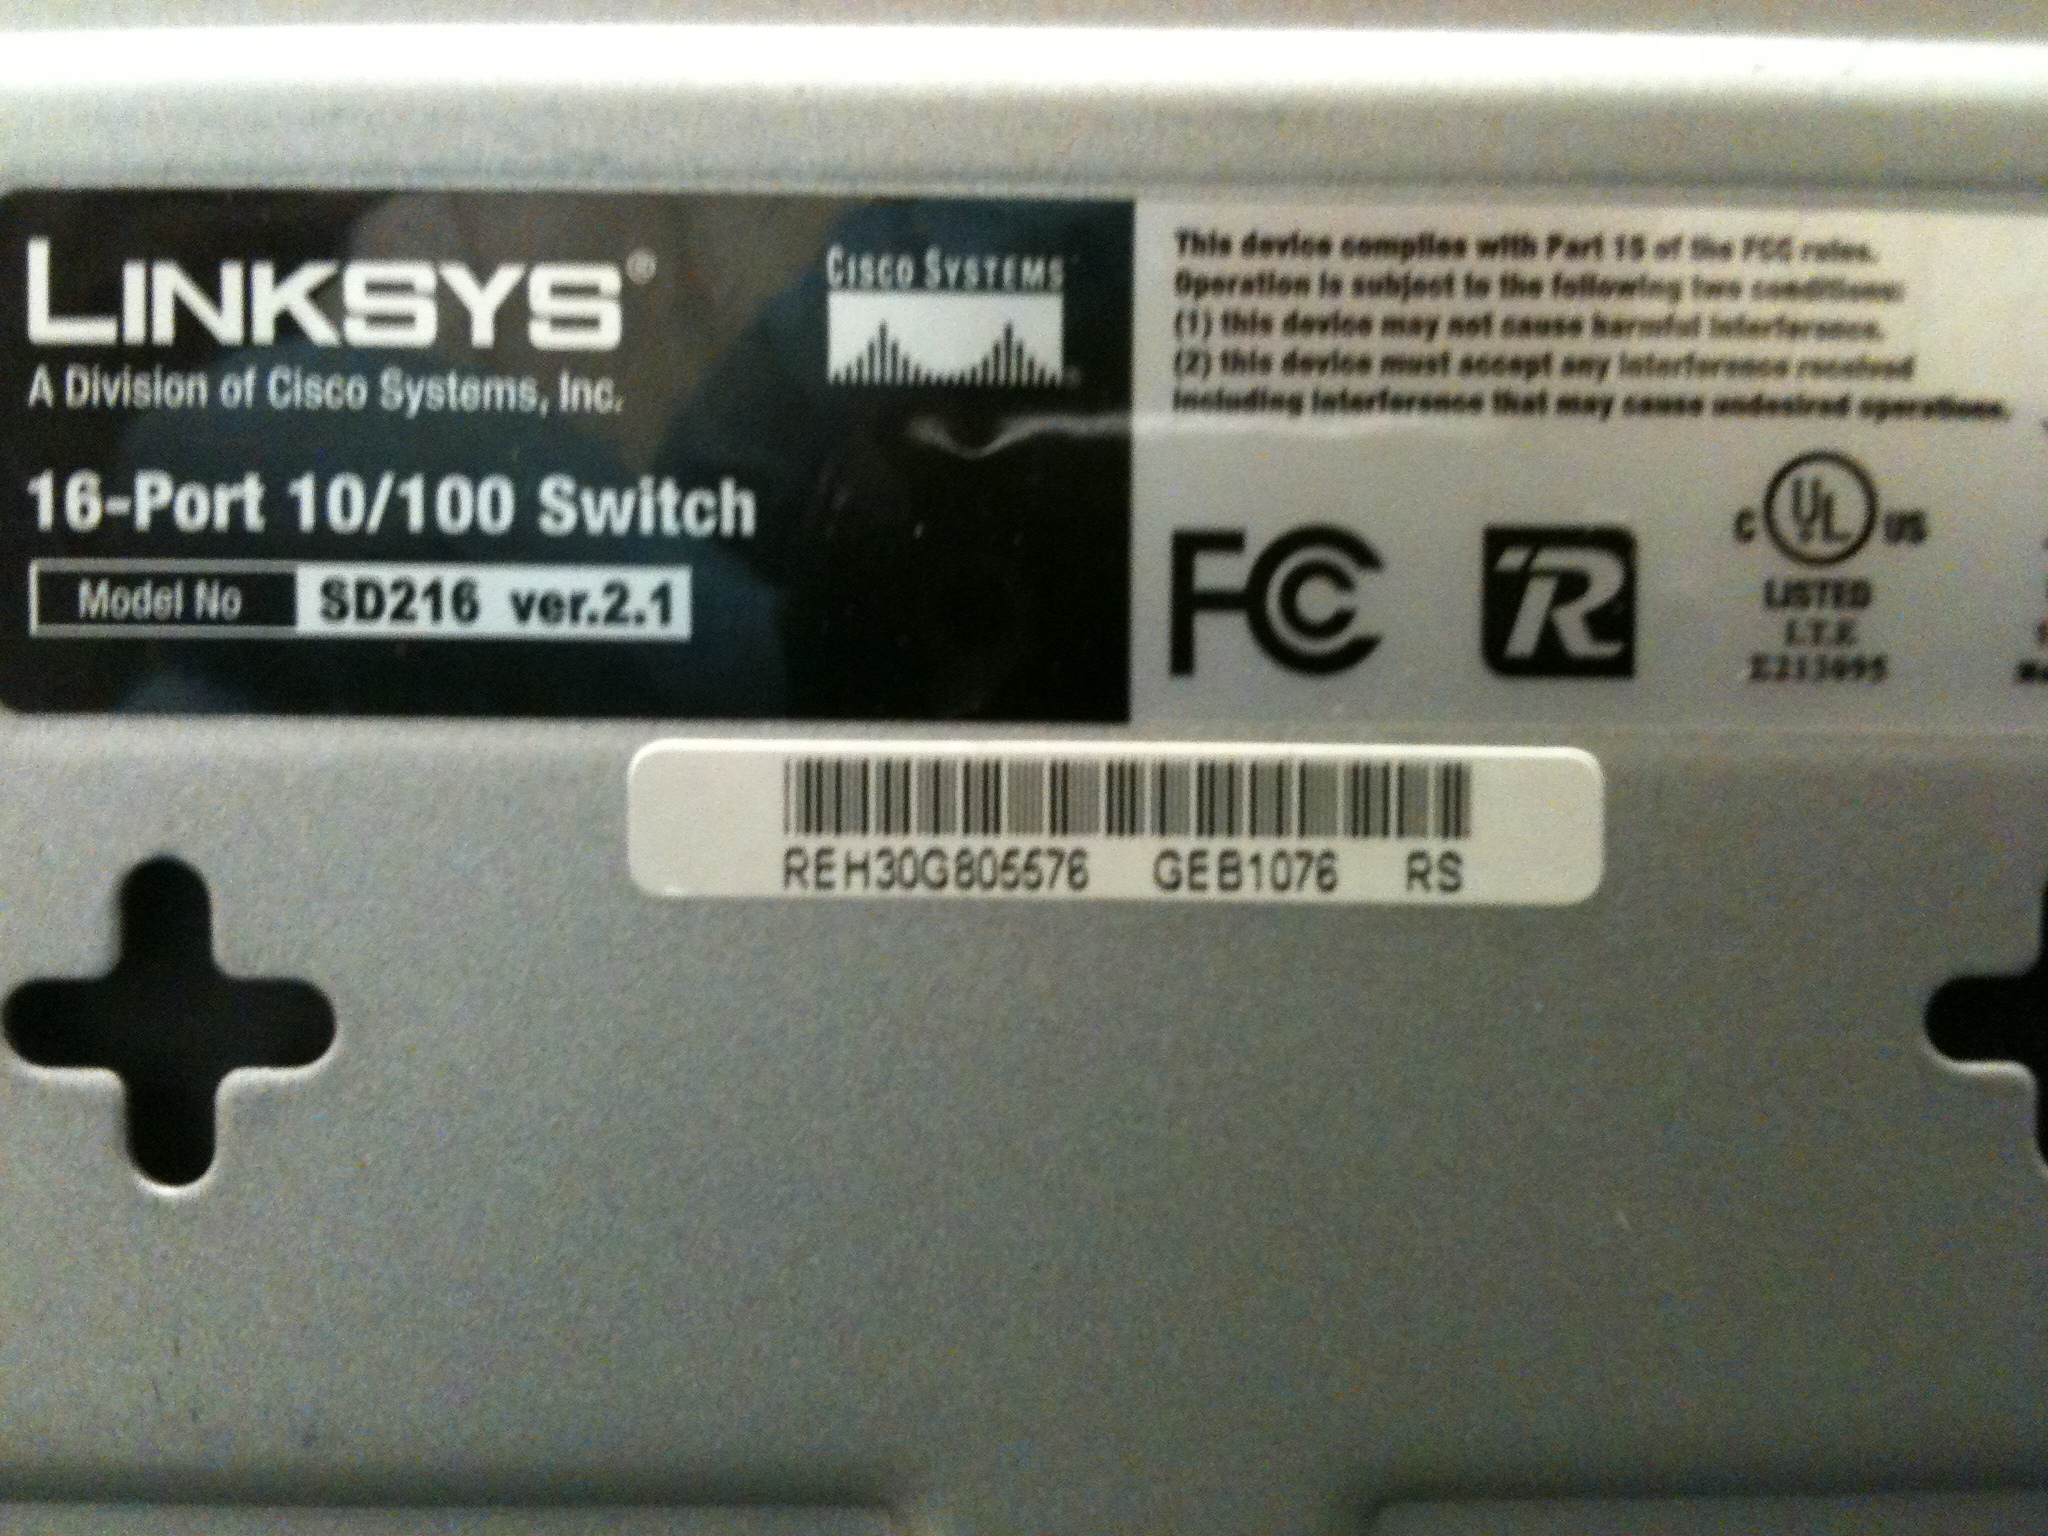 LINKSYS®
A Division of Cisco Systems, Inc.
CISCO SYSTEMS
16-Port 10/100 Switch
Model No SD216 ver.2.1
This device complies with Part 15 of the FCC rules.
Operation is subject to the following two conditions:
(1) this device may not cause harmful interference.
(2) this device must accept any interference received
including interference that may cause undesired operations.
FC
R
C UL US
LISTED
I.T.E
E213095
REH30G805576 GEB1076 RS